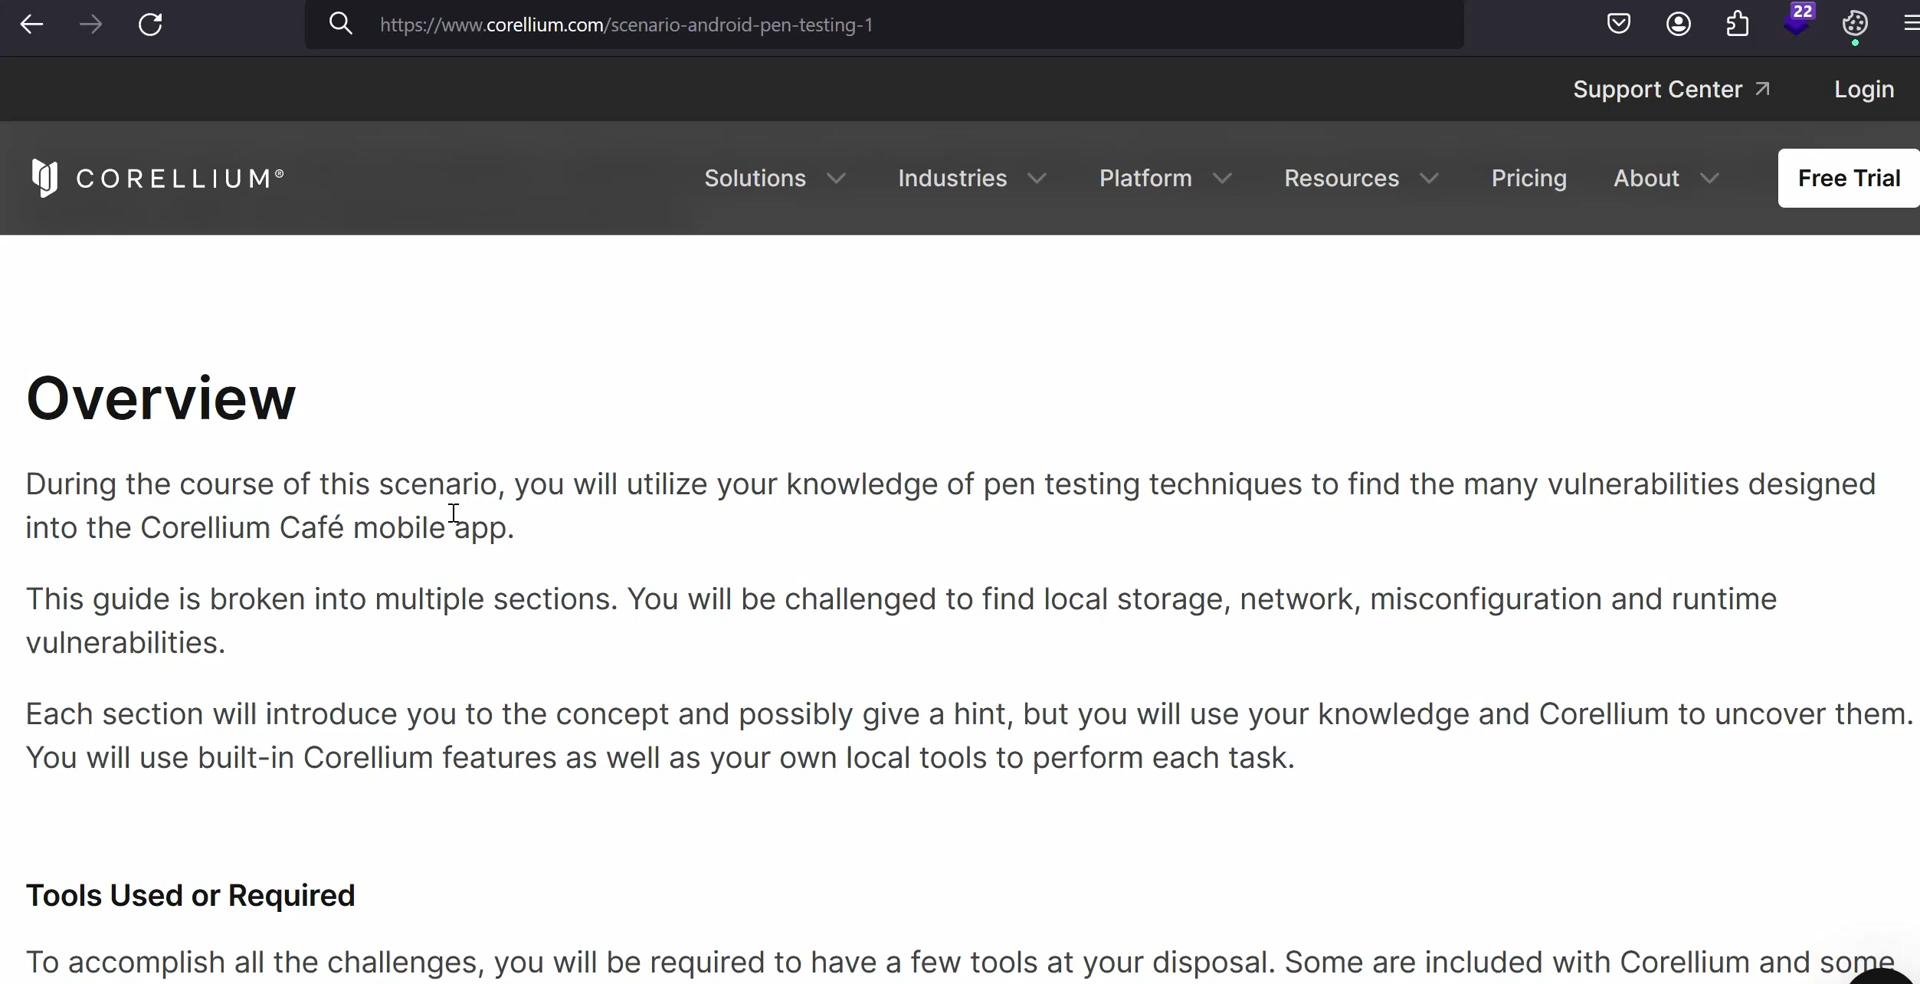 https://www.corellium.com/scenario-android-pen-testing-1
22
Support Center
Login
CORELLIUM®
Solutions
Industries
Platform
Resources
Pricing
About
Free Trial
Overview
During the course of this scenario, you will utilize your knowledge of pen testing techniques to find the many vulnerabilities designed
into the Corellium Café mobile app.
This guide is broken into multiple sections. You will be challenged to find local storage, network, misconfiguration and runtime
vulnerabilities.
Each section will introduce you to the concept and possibly give a hint, but you will use your knowledge and Corellium to uncover them.
You will use built-in Corellium features as well as your own local tools to perform each task.
Tools Used or Required
To accomplish all the challenges, you will be required to have a few tools at your disposal. Some are included with Corellium and some